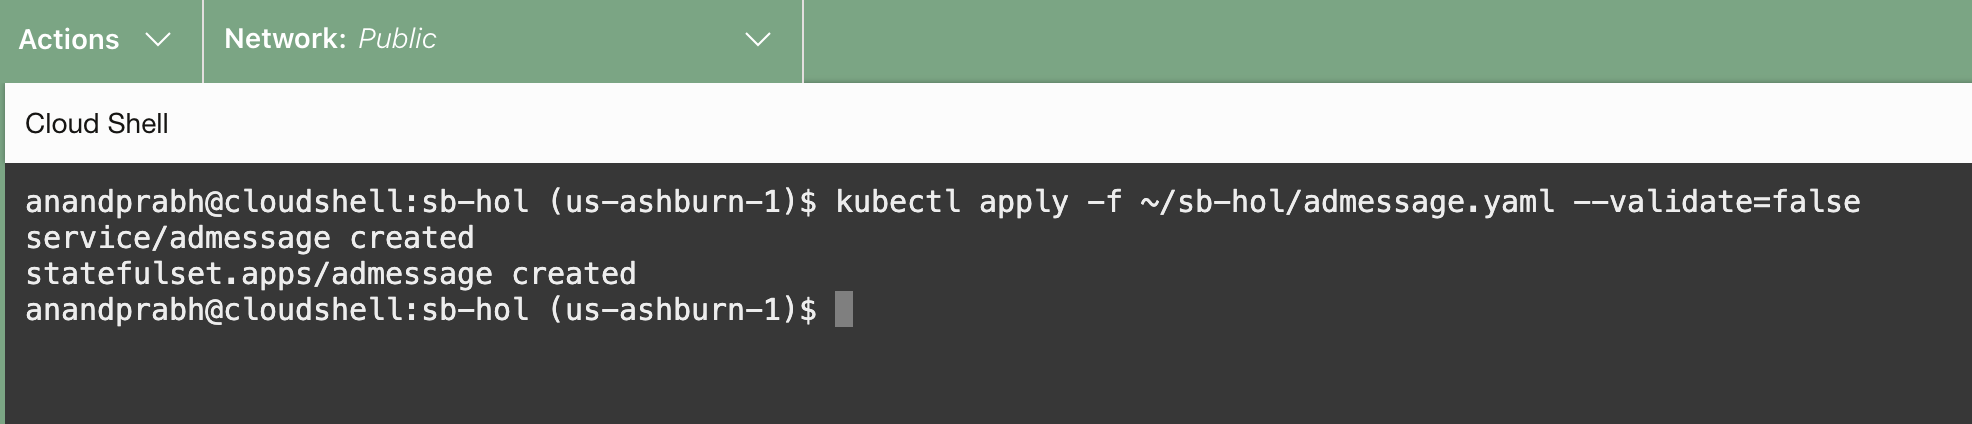 Actions
Network: Public
Cloud Shell
anandprabh@cloudshell:sb-hol (us-ashburn-1)$ kubectl apply -f ~/sb-hol/admessage.yaml --validate=false
service/admessage created
statefulset.apps/admessage created
anandprabh@cloudshell:sb-hol (us-ashburn-1)$